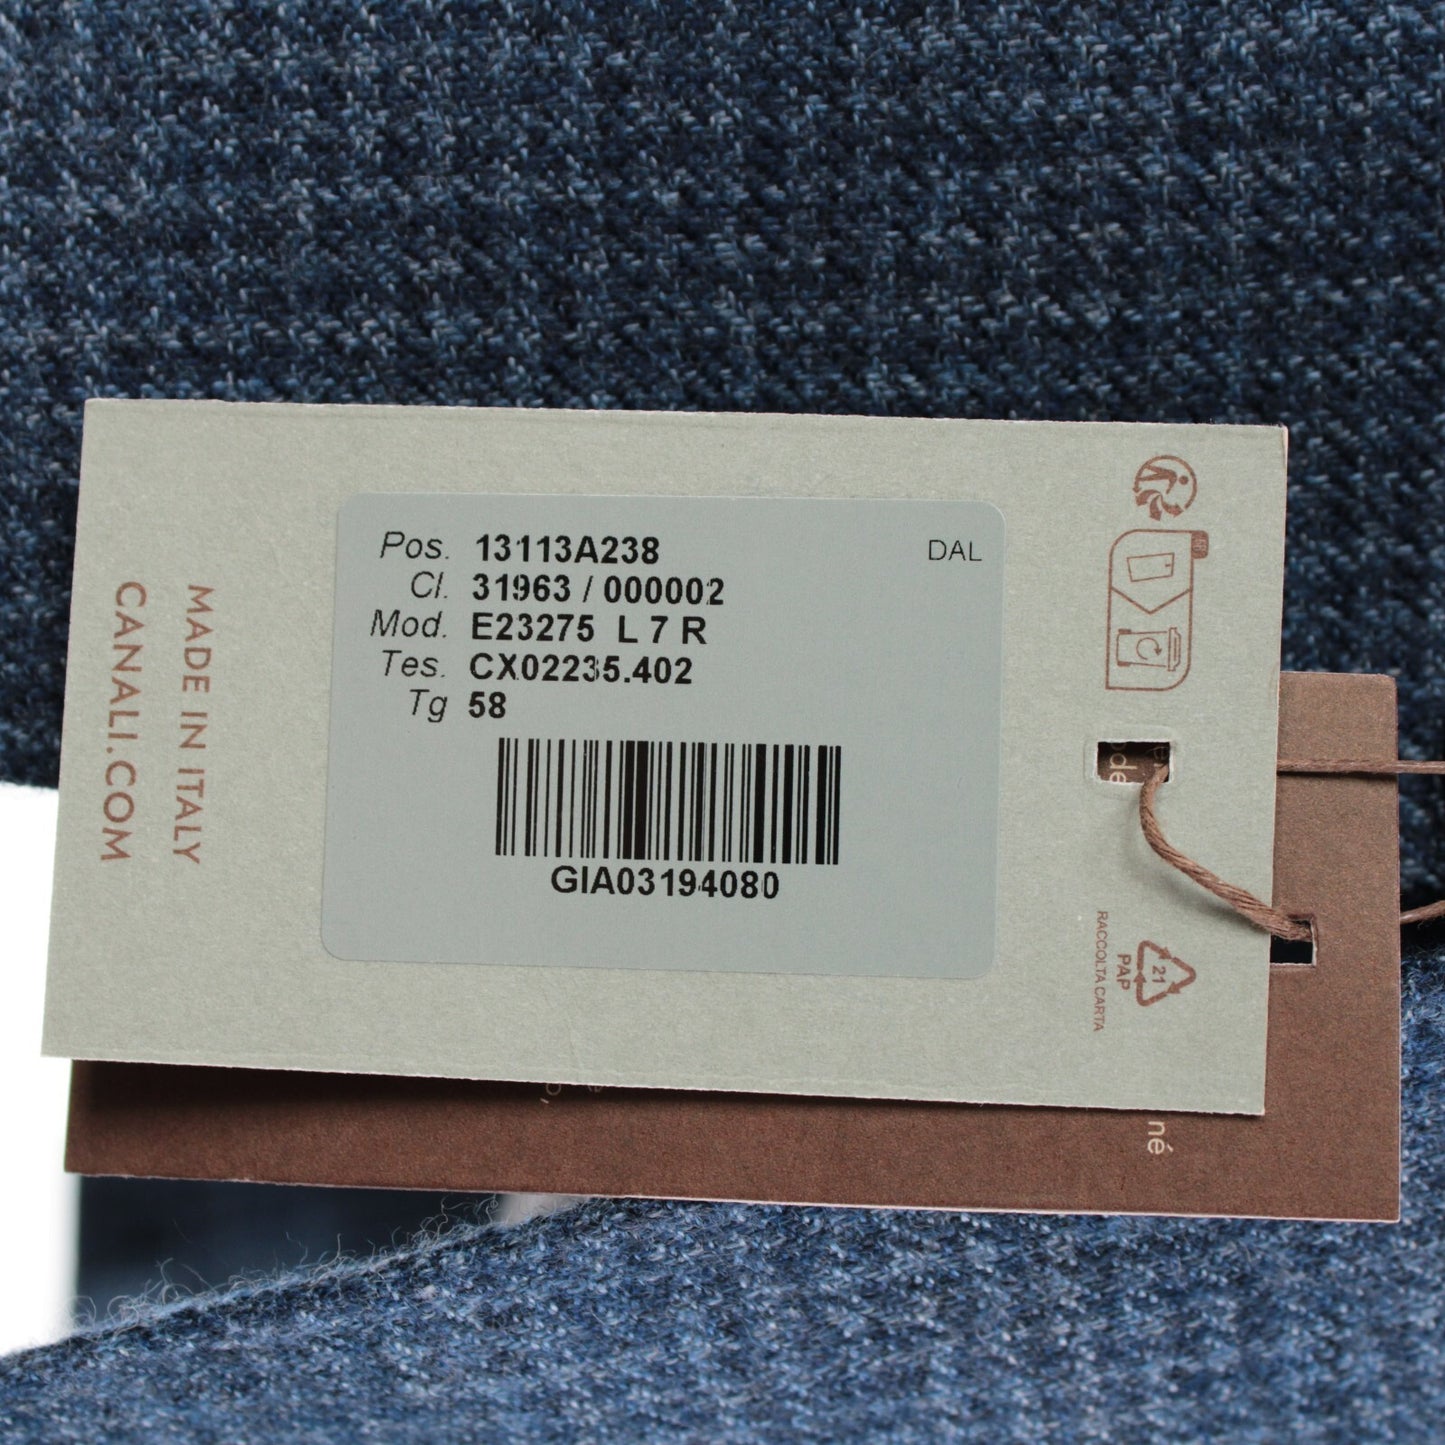 Pos. 13113A238
DAL
Cl. 31963 / 000002
Mod. E23275 L 7 R
Tes. CX02235.402
Tg 58
GIA03194080
MADE IN ITALY
CANALI.COM
21
PAP
RACCOLTA CARTA
né